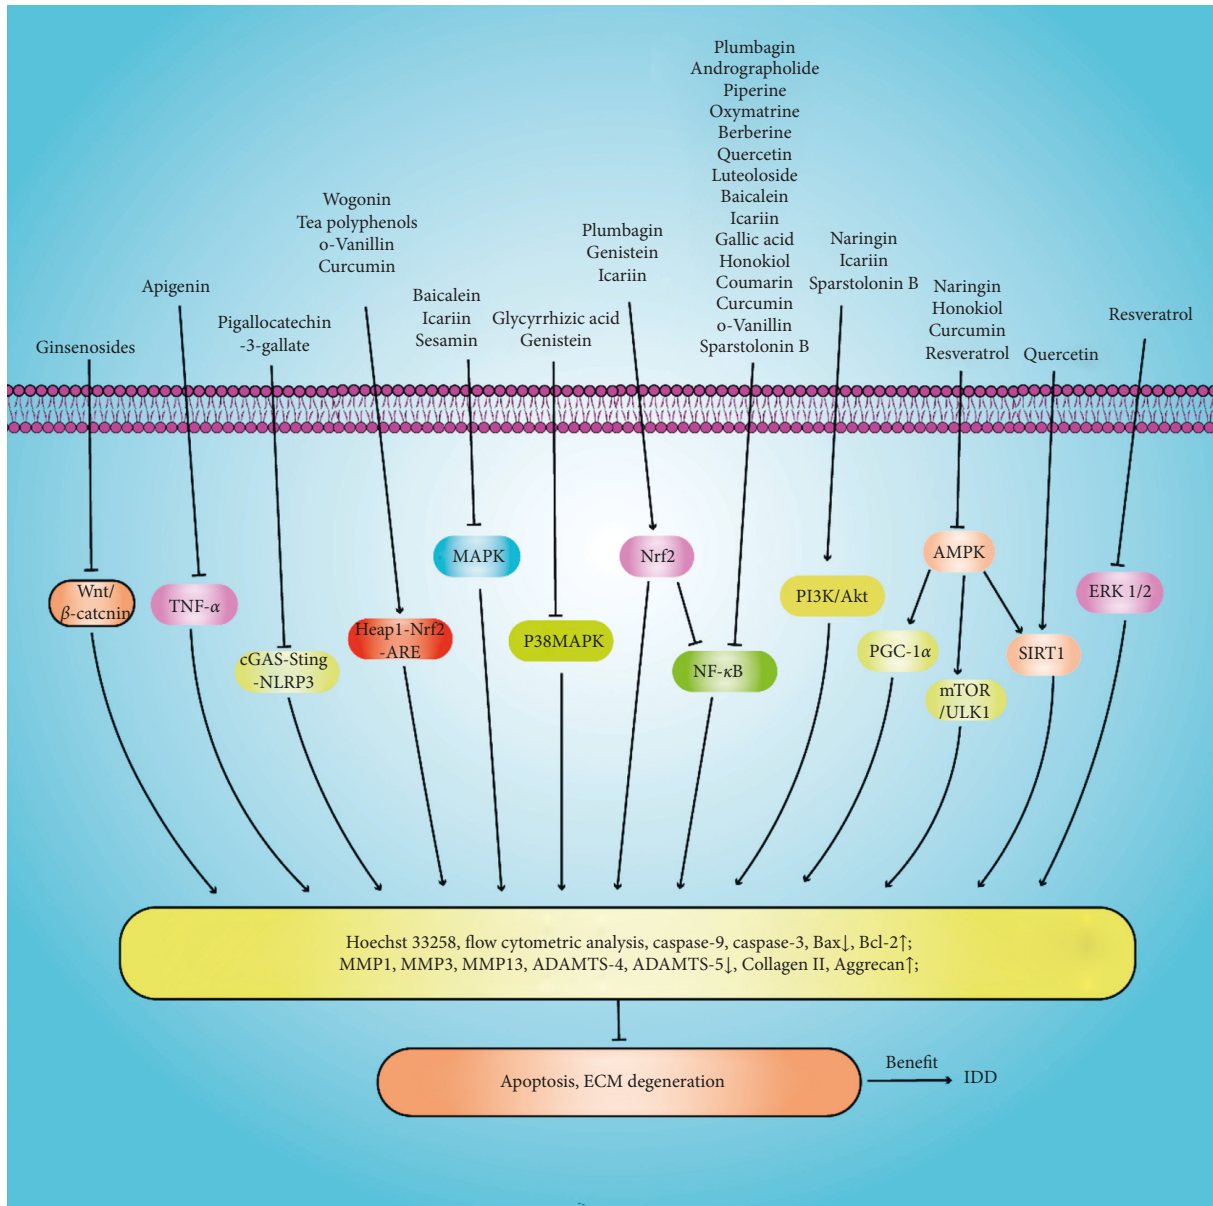 Ginsenosides
Apigenin
Pigallocatechin
-3-gallate
Wogonin
Tea polyphenols
o-Vanillin
Curcumin
Baicalein
Icariin
Sesamin
Glycyrrhizic acid
Genistein
Plumbagin
Genistein
Icariin
Plumbagin
Andrographolide
Piperine
Oxymatrine
Berberine
Quercetin
Luteoloside
Baicalein
Icariin
Gallic acid
Honokiol
Coumarin
Curcumin
o-Vanillin
Sparstolonin B
Naringin
Icariin
Sparstolonin B
Naringin
Honokiol
Curcumin
Resveratrol
Quercetin
Resveratrol
Wnt/
β-catcnin
TNF-α
cGAS-Sting
-NLRP3
Heap1-Nrf2
-ARE
MAPK
P38MAPK
Nrf2
NF-κB
PI3K/Akt
AMPK
PGC-1α
mTOR
/ULK1
SIRT1
ERK 1/2
Hoechst 33258, flow cytometric analysis, caspase-9, caspase-3, Bax↓, Bcl-2↑;
MMP1, MMP3, MMP13, ADAMTS-4, ADAMTS-5↓, Collagen II, Aggrecan↑;
Apoptosis, ECM degeneration
Benefit
IDD